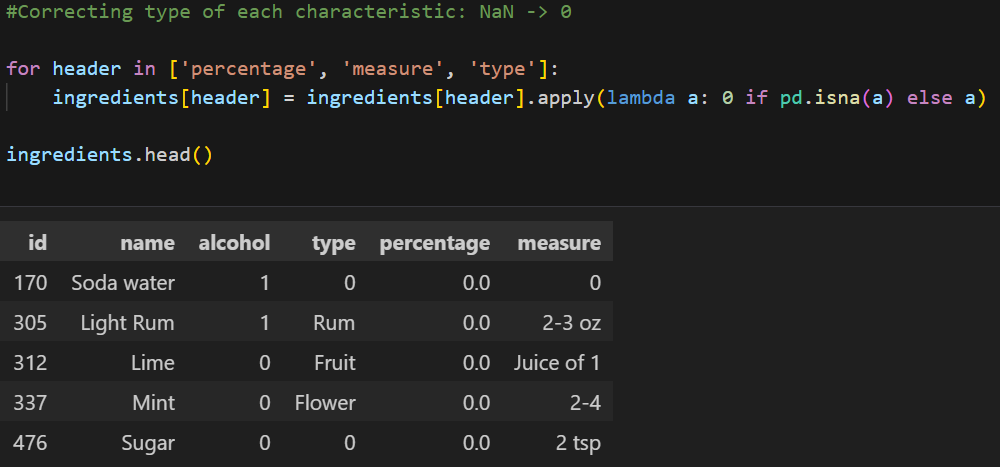 #Correcting type of each characteristic: NaN -> 0
for header in ['percentage', 'measure', 'type']:
    ingredients[header] = ingredients[header].apply(lambda a: 0 if pd.isna(a) else a)
ingredients.head()
id name alcohol type percentage measure
170 Soda water 1 0 0.0 0
305 Light Rum 1 Rum 0.0 2-3 oz
312 Lime 0 Fruit 0.0 Juice of 1
337 Mint 0 Flower 0.0 2-4
476 Sugar 0 0 0.0 2 tsp